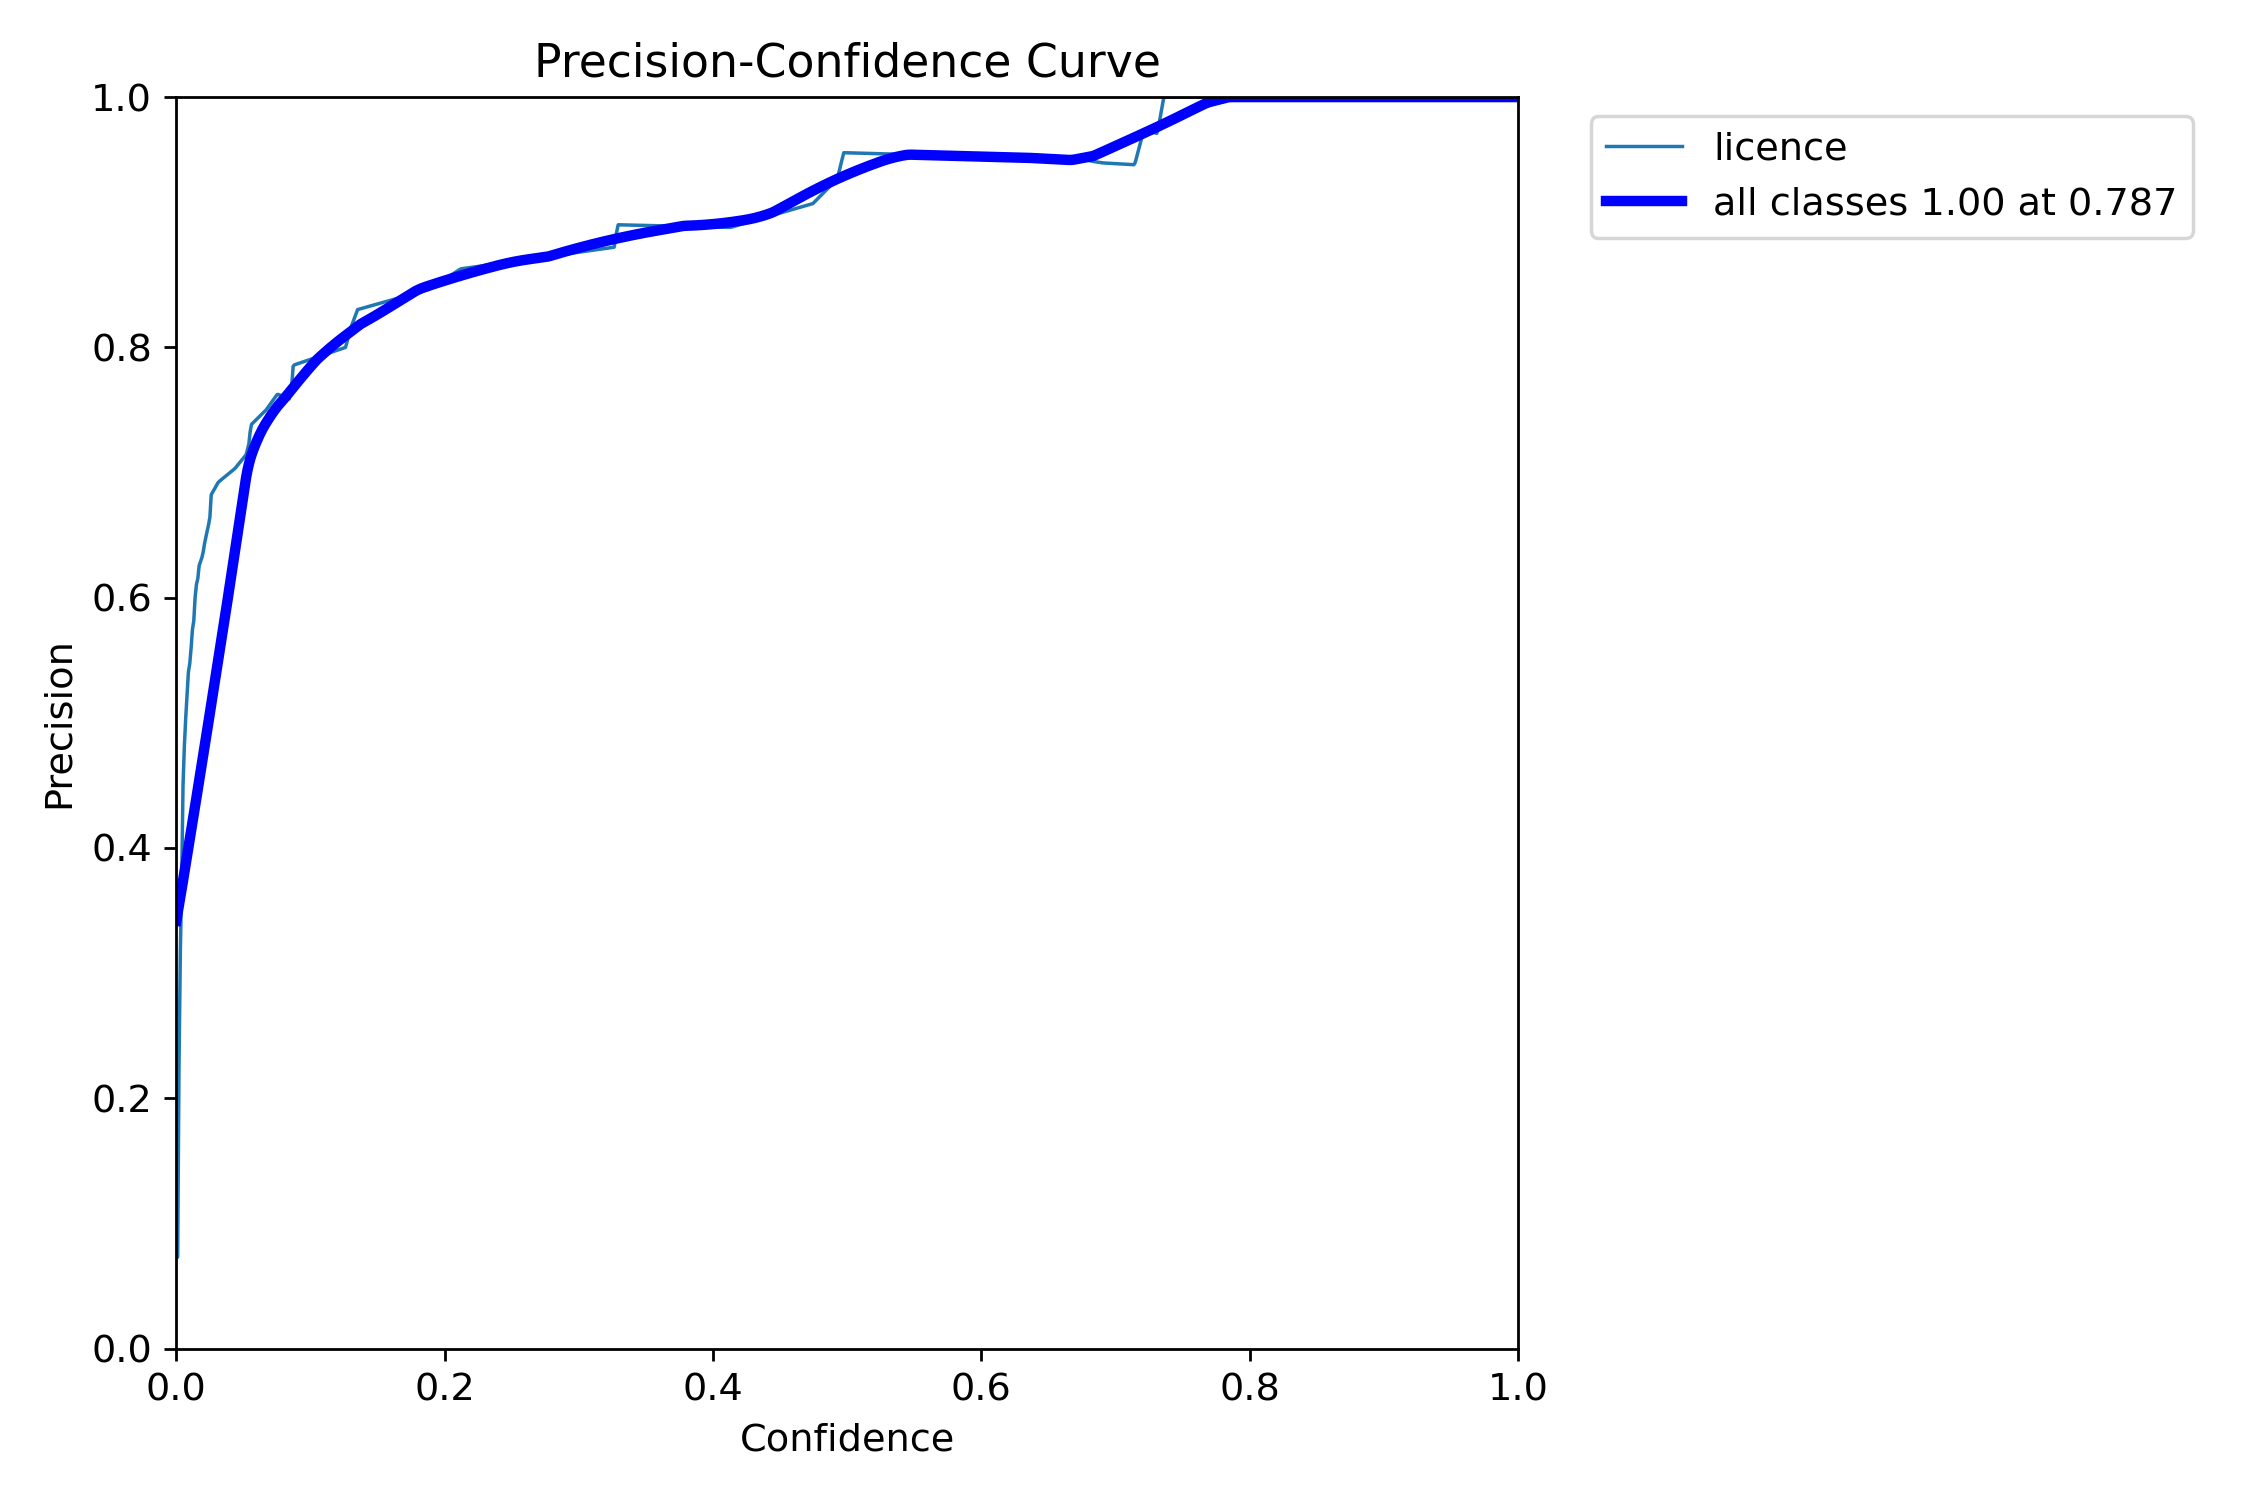 Precision-Confidence Curve
1.0
0.8
0.6
0.4
0.2
0.0
Precision
0.0 0.2 0.4 0.6 0.8 1.0
Confidence
licence
all classes 1.00 at 0.787